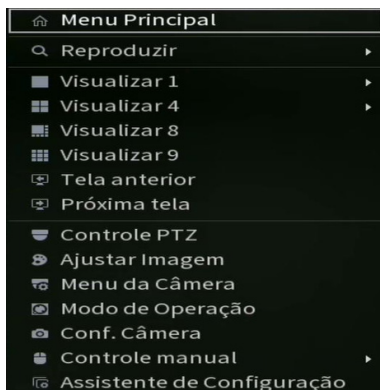 Menu Principal
Reproduzir
Visualizar 1
Visualizar 4
Visualizar 8
Visualizar 9
Tela anterior
Próxima tela
Controle PTZ
Ajustar Imagem
Menu da Câmera
Modo de Operação
Conf. Câmera
Controle manual
Assistente de Configuração